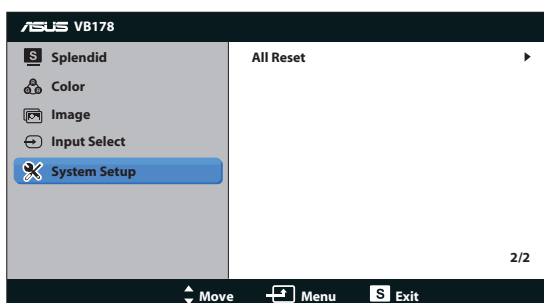 ASUS VB178
S Splendid
Color
Image
Input Select
System Setup
All Reset
2/2
Move Menu S Exit